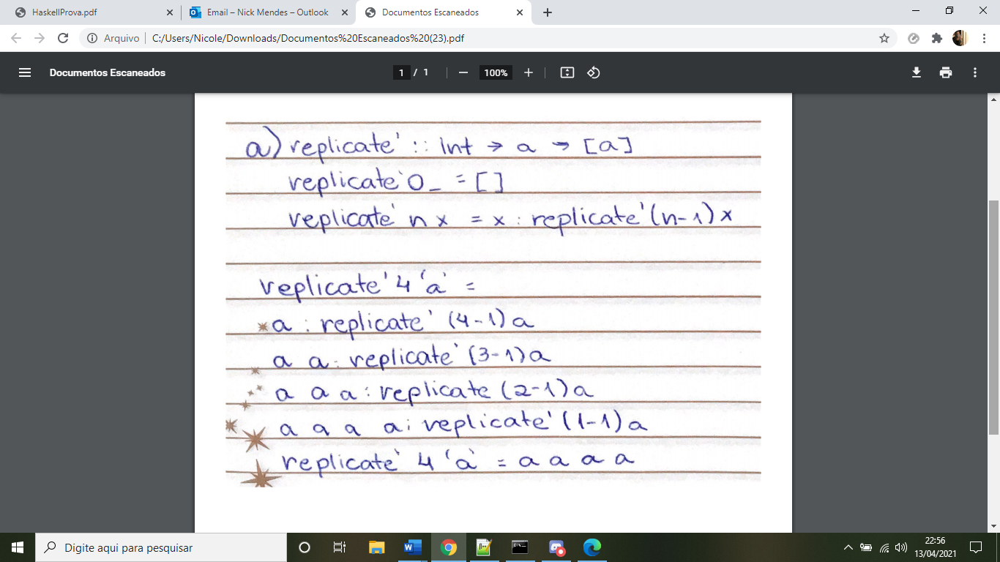 HaskellProva.pdf
Email – Nick Mendes – Outlook
Documentos Escaneados
Arquivo
C:/Users/Nicole/Downloads/Documentos%20Escaneados%20(23).pdf
Documentos Escaneados
1 / 1
100%
a) replicate' :: Int → a → [a]
replicate' 0 _ = []
replicate' n x = x : replicate' (n-1) x
replicate' 4 'a' =
a : replicate' (4-1) a
a a : replicate' (3-1) a
a a a : replicate (2-1) a
a a a a : replicate' (1-1) a
replicate' 4 'a' = a a a a
Digite aqui para pesquisar
22:56
13/04/2021